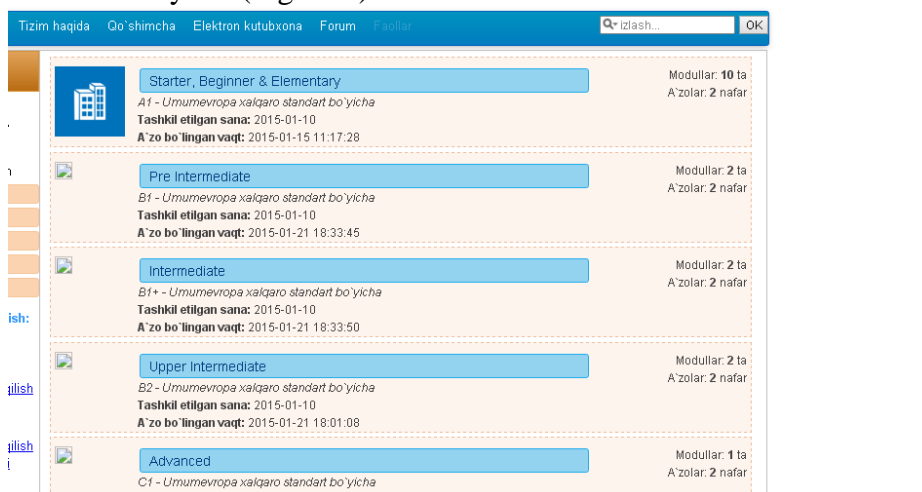 Tizim haqida Qo`shimcha Elektron kutubxona Forum Faollar izlash... OK
Starter, Beginner & Elementary
Modullar: 10 ta
A`zolar: 2 nafar
A1 - Umumevropa xalqaro standart bo`yicha
Tashkil etilgan sana: 2015-01-10
A`zo bo`lingan vaqt: 2015-01-15 11:17:28
Pre Intermediate
Modullar: 2 ta
A`zolar: 2 nafar
B1 - Umumevropa xalqaro standart bo`yicha
Tashkil etilgan sana: 2015-01-10
A`zo bo`lingan vaqt: 2015-01-21 18:33:45
Intermediate
Modullar: 2 ta
A`zolar: 2 nafar
B1+ - Umumevropa xalqaro standart bo`yicha
Tashkil etilgan sana: 2015-01-10
A`zo bo`lingan vaqt: 2015-01-21 18:33:50
ish:
Upper Intermediate
Modullar: 2 ta
A`zolar: 2 nafar
B2 - Umumevropa xalqaro standart bo`yicha
Tashkil etilgan sana: 2015-01-10
A`zo bo`lingan vaqt: 2015-01-21 18:01:08
qilish
qilish
i
Advanced
Modullar: 1 ta
A`zolar: 2 nafar
C1 - Umumevropa xalqaro standart bo`yicha